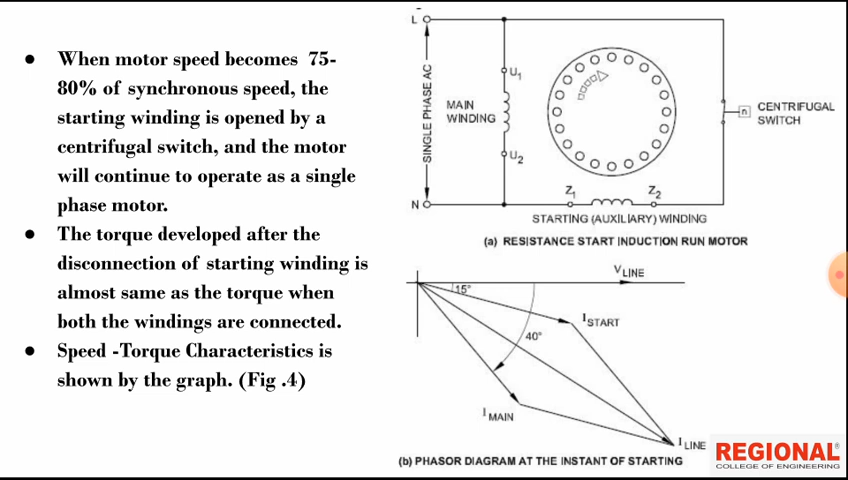 ● When motor speed becomes 75-
80% of synchronous speed, the
starting winding is opened by a
centrifugal switch, and the motor
will continue to operate as a single
phase motor.
● The torque developed after the
disconnection of starting winding is
almost same as the torque when
both the windings are connected.
● Speed -Torque Characteristics is
shown by the graph. (Fig .4)
L
SINGLE PHASE AC
N
MAIN
WINDING
U1
U2
n
CENTRIFUGAL
SWITCH
Z1
Z2
STARTING (AUXILIARY) WINDING
(a) RESISTANCE START INDUCTION RUN MOTOR
V LINE
15°
I START
40°
I MAIN
I LINE
(b) PHASOR DIAGRAM AT THE INSTANT OF STARTING
REGIONAL®
COLLEGE OF ENGINEERING